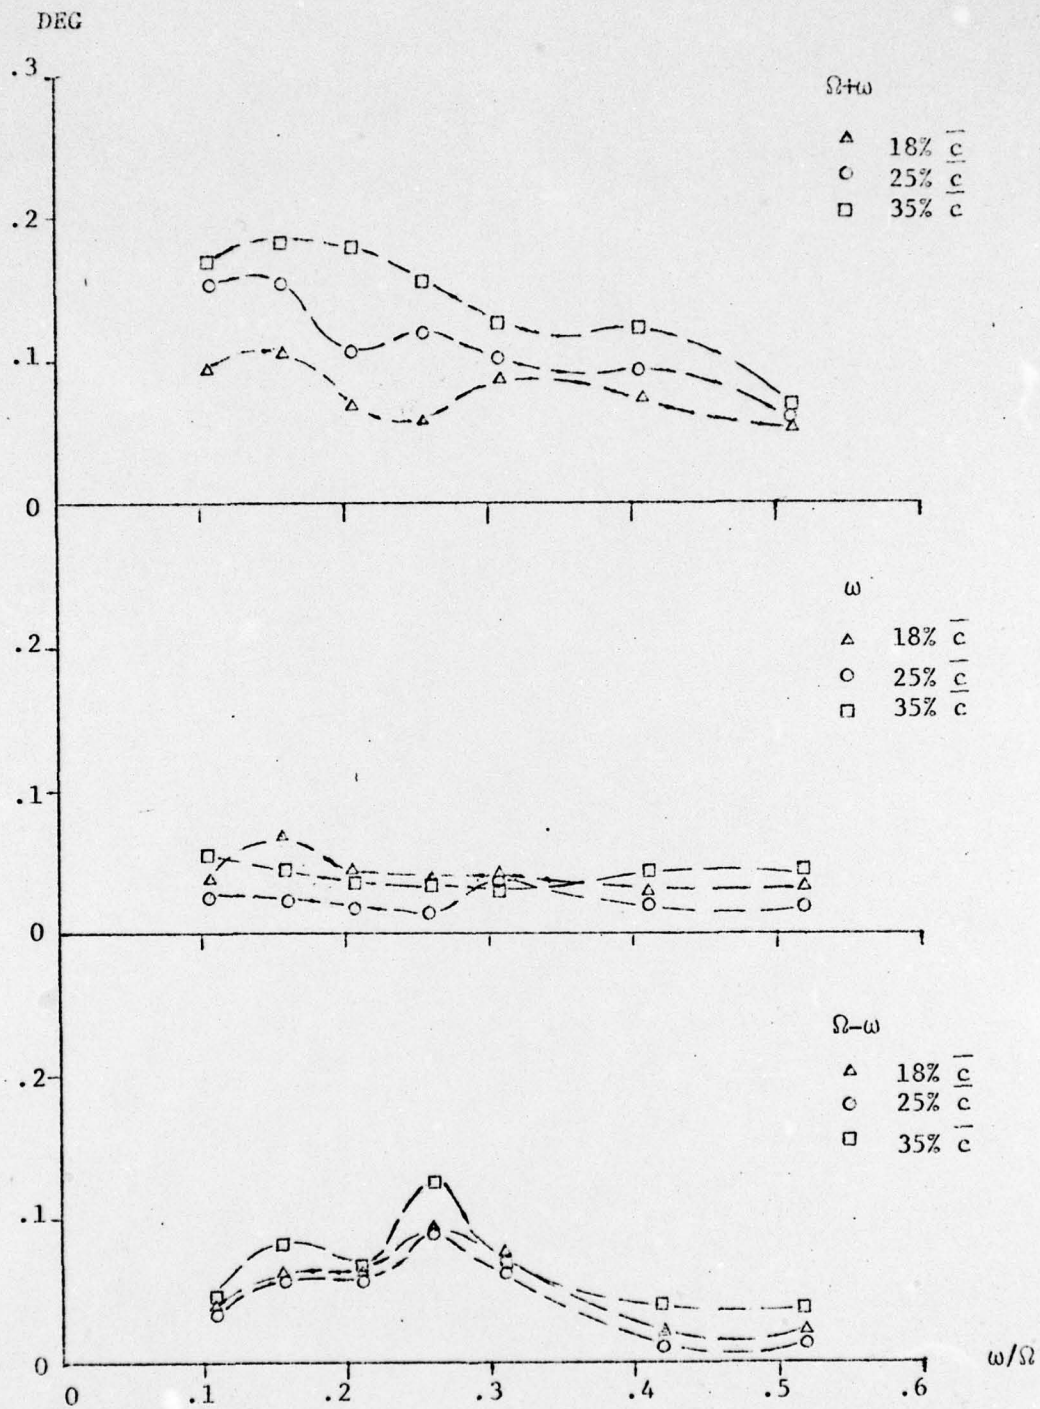 DEG
.3
Ω+ω
18% c̅
25% c̅
35% c̅
.2
.1
0
ω
18% c̅
25% c̅
35% c̅
.2
.1
0
Ω−ω
18% c̅
25% c̅
35% c̅
.2
.1
0
ω/Ω
0 .1 .2 .3 .4 .5 .6